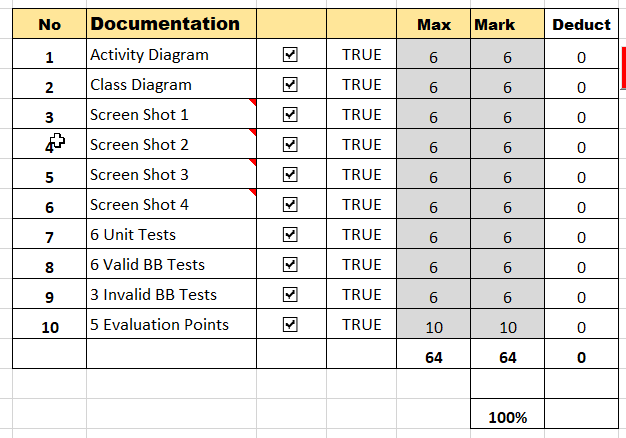 No Documentation Max Mark Deduct
1 Activity Diagram TRUE 6 6 0
2 Class Diagram TRUE 6 6 0
3 Screen Shot 1 TRUE 6 6 0
4 Screen Shot 2 TRUE 6 6 0
5 Screen Shot 3 TRUE 6 6 0
6 Screen Shot 4 TRUE 6 6 0
7 6 Unit Tests TRUE 6 6 0
8 6 Valid BB Tests TRUE 6 6 0
9 3 Invalid BB Tests TRUE 6 6 0
10 5 Evaluation Points TRUE 10 10 0
64 64 0
100%